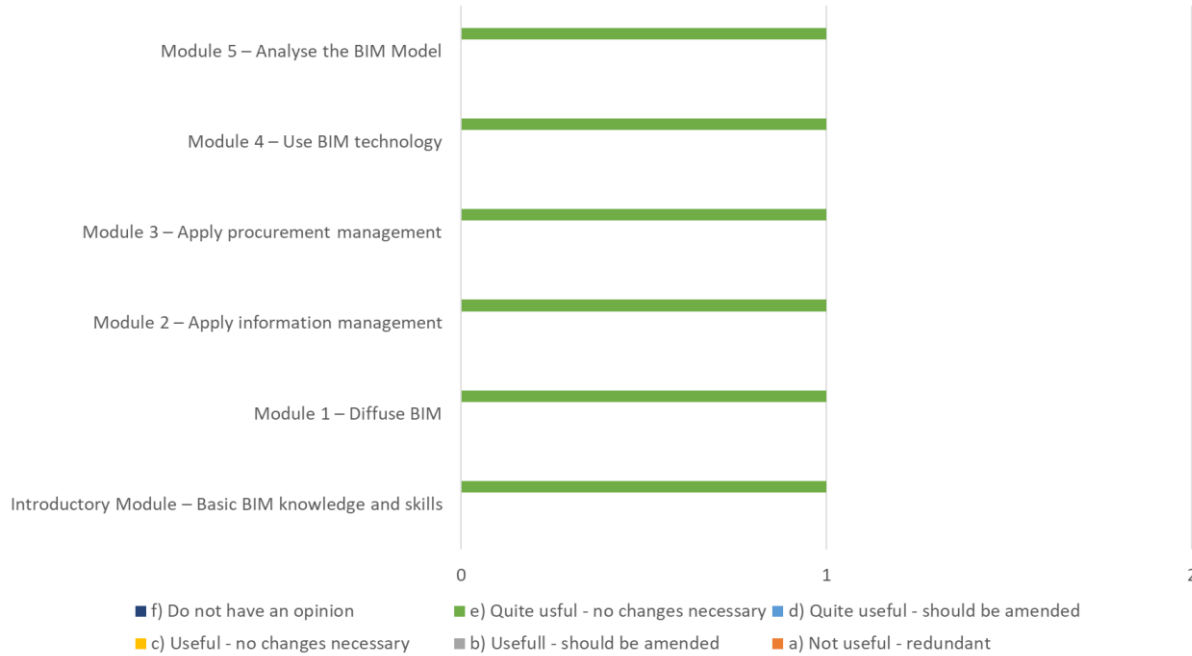 Module 5 – Analyse the BIM Model
Module 4 – Use BIM technology
Module 3 – Apply procurement management
Module 2 – Apply information management
Module 1 – Diffuse BIM
Introductory Module – Basic BIM knowledge and skills
0 1 2
f) Do not have an opinion e) Quite usful - no changes necessary d) Quite useful - should be amended
c) Useful - no changes necessary b) Usefull - should be amended a) Not useful - redundant